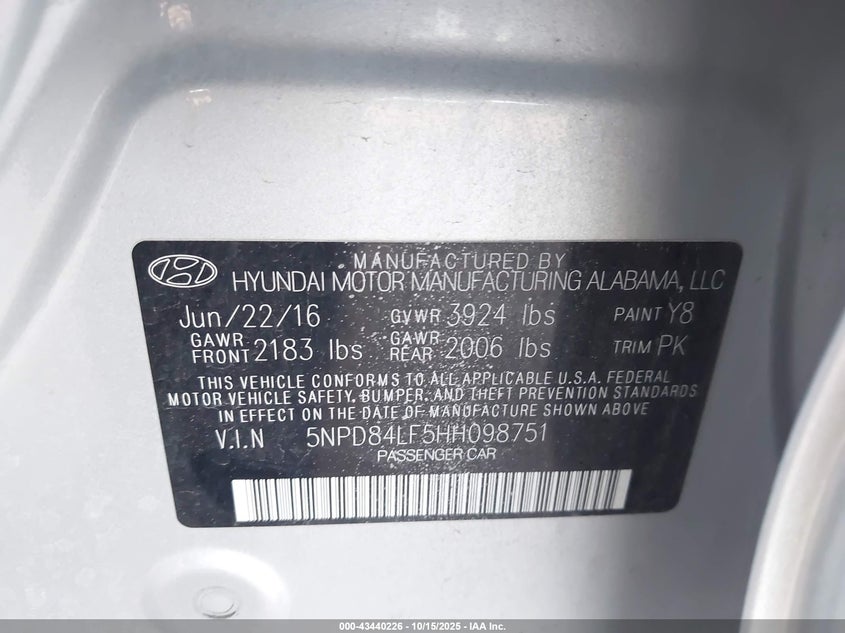 MANUFACTURED BY
HYUNDAI MOTOR MANUFACTURING ALABAMA, LLC
Jun/22/16 GVWR 3924 lbs PAINT Y8
GAWR FRONT 2183 lbs GAWR REAR 2006 lbs TRIM PK
THIS VEHICLE CONFORMS TO ALL APPLICABLE U.S.A. FEDERAL
MOTOR VEHICLE SAFETY, BUMPER, AND THEFT PREVENTION STANDARDS
IN EFFECT ON THE DATE OF MANUFACTURE SHOWN ABOVE
V.I.N 5NPD84LF5HH098751
PASSENGER CAR
000-43440226 - 10/15/2025 - IAA Inc.